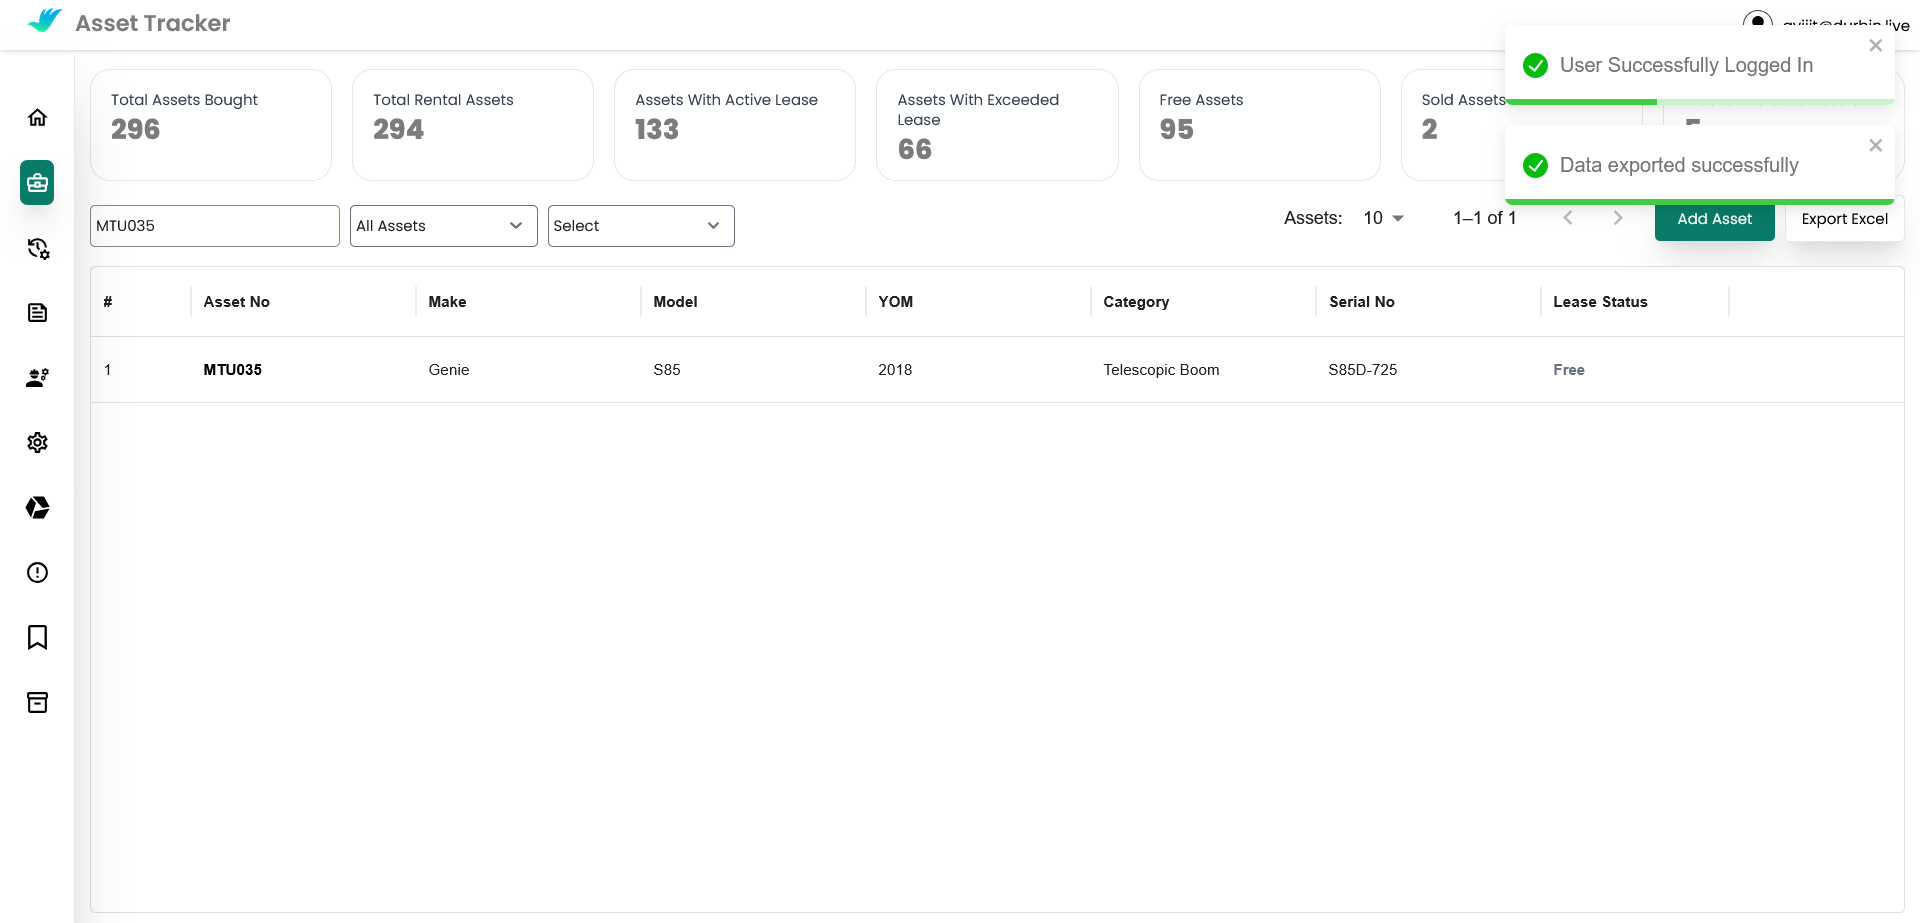 Asset Tracker
User Successfully Logged In
Data exported successfully
Total Assets Bought
296
Total Rental Assets
294
Assets With Active Lease
133
Assets With Exceeded
Lease
66
Free Assets
95
Sold Assets
2
MTU035
All Assets
Select
Assets: 10 1–1 of 1
Add Asset
Export Excel
# Asset No Make Model YOM Category Serial No Lease Status
1 MTU035 Genie S85 2018 Telescopic Boom S85D-725 Free